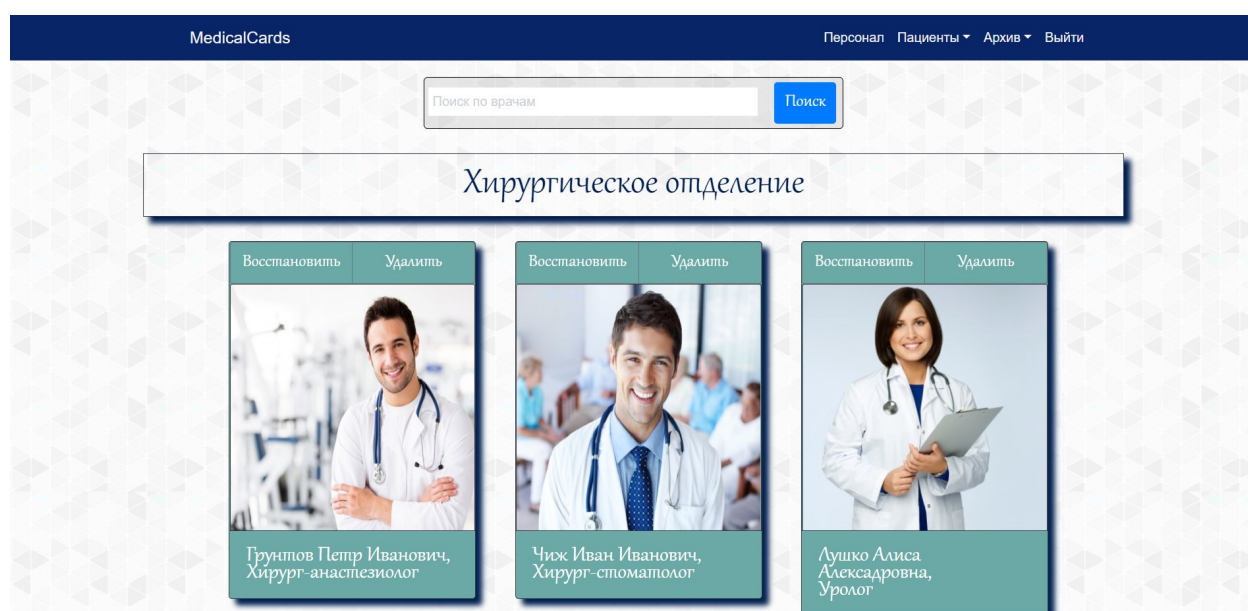 MedicalCards Персонал Пациенты Архив Выйти
Поиск по врачам Поиск
Хирургическое отделение
Восстановить Удалить Восстановить Удалить Восстановить Удалить
Грунтов Петр Иванович,
Хирург-анастезиолог
Чиж Иван Иванович,
Хирург-стоматолог
Лушко Алиса
Алексадровна,
Уролог